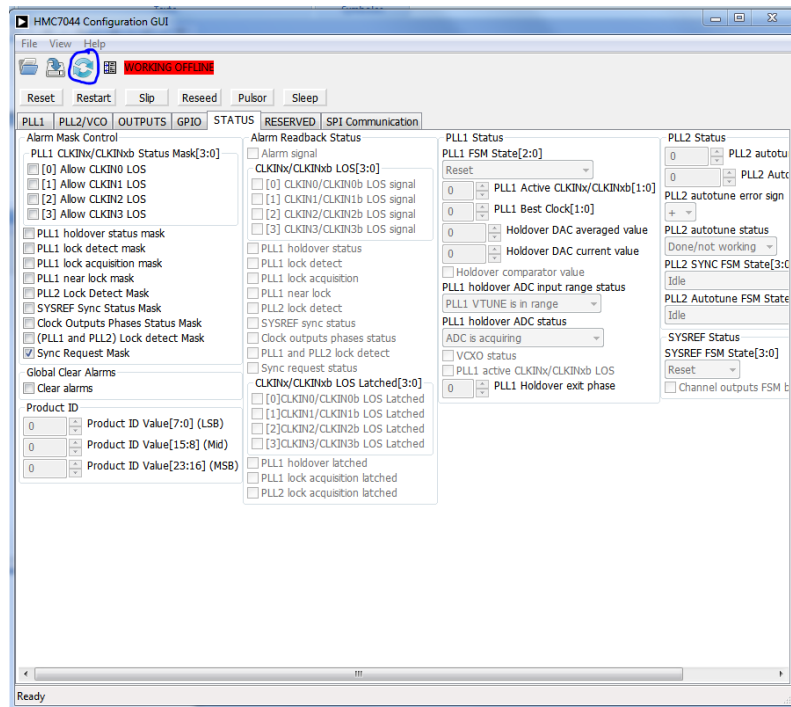 HMC7044 Configuration GUI
File View Help
WORKING OFFLINE
Reset Restart Slip Reseed Pulsor Sleep
PLL1 PLL2/VCO OUTPUTS GPIO STATUS RESERVED SPI Communication
Alarm Mask Control
PLL1 CLKINx/CLKINxb Status Mask[3:0]
[0] Allow CLKIN0 LOS
[1] Allow CLKIN1 LOS
[2] Allow CLKIN2 LOS
[3] Allow CLKIN3 LOS
PLL1 holdover status mask
PLL1 lock detect mask
PLL1 lock acquisition mask
PLL1 near lock mask
PLL2 Lock Detect Mask
SYSREF Sync Status Mask
Clock Outputs Phases Status Mask
(PLL1 and PLL2) Lock detect Mask
Sync Request Mask
Global Clear Alarms
Clear alarms
Product ID
0 Product ID Value[7:0] (LSB)
0 Product ID Value[15:8] (Mid)
0 Product ID Value[23:16] (MSB)
Alarm Readback Status
Alarm signal
CLKINx/CLKINxb LOS[3:0]
[0] CLKIN0/CLKIN0b LOS signal
[1] CLKIN1/CLKIN1b LOS signal
[2] CLKIN2/CLKIN2b LOS signal
[3] CLKIN3/CLKIN3b LOS signal
PLL1 holdover status
PLL1 lock detect
PLL1 lock acquisition
PLL1 near lock
PLL2 lock detect
SYSREF sync status
Clock outputs phases status
PLL1 and PLL2 lock detect
Sync request status
CLKINx/CLKINxb LOS Latched[3:0]
[0]CLKIN0/CLKIN0b LOS Latched
[1]CLKIN1/CLKIN1b LOS Latched
[2]CLKIN2/CLKIN2b LOS Latched
[3]CLKIN3/CLKIN3b LOS Latched
PLL1 holdover latched
PLL1 lock acquisition latched
PLL2 lock acquisition latched
PLL1 Status
PLL1 FSM State[2:0]
Reset
0 PLL1 Active CLKINx/CLKINxb[1:0]
0 PLL1 Best Clock[1:0]
0 Holdover DAC averaged value
0 Holdover DAC current value
Holdover comparator value
PLL1 holdover ADC input range status
PLL1 VTUNE is in range
PLL1 holdover ADC status
ADC is acquiring
VCXO status
PLL1 active CLKINx/CLKINxb LOS
0 PLL1 Holdover exit phase
PLL2 Status
0 PLL2 autotu
0 PLL2 Auto
PLL2 autotune error sign
+
PLL2 autotune status
Done/not working
PLL2 SYNC FSM State[3:0
Idle
PLL2 Autotune FSM State
Idle
SYSREF Status
SYSREF FSM State[3:0]
Reset
Channel outputs FSM b
Ready